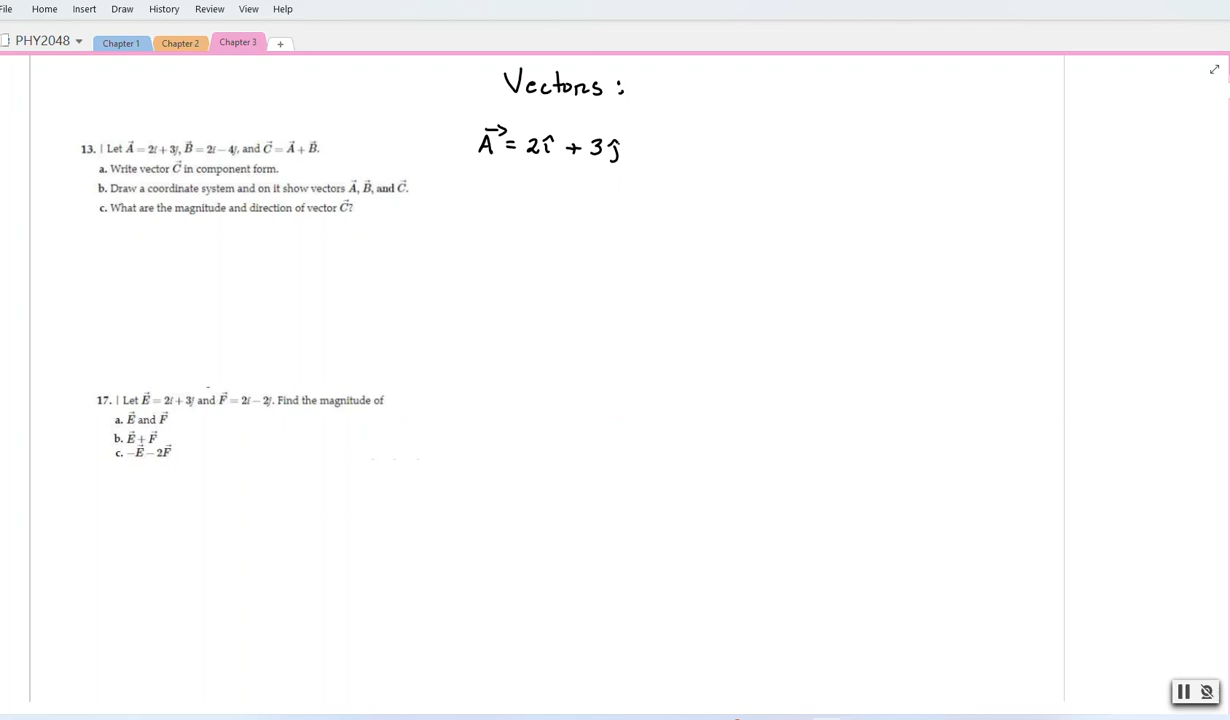 File Home Insert Draw History Review View Help
PHY2048 Chapter 1 Chapter 2 Chapter 3 +
Vectors :
A⃗ = 2î + 3ĵ
13. | Let A⃗ = 2î + 3ĵ, B⃗ = 2î − 4ĵ, and C⃗ = A⃗ + B⃗.
a. Write vector C⃗ in component form.
b. Draw a coordinate system and on it show vectors A⃗, B⃗, and C⃗.
c. What are the magnitude and direction of vector C⃗?
17. | Let E⃗ = 2î + 3ĵ and F⃗ = 2î − 2ĵ. Find the magnitude of
a. E⃗ and F⃗
b. E⃗ + F⃗
c. −E⃗ − 2F⃗